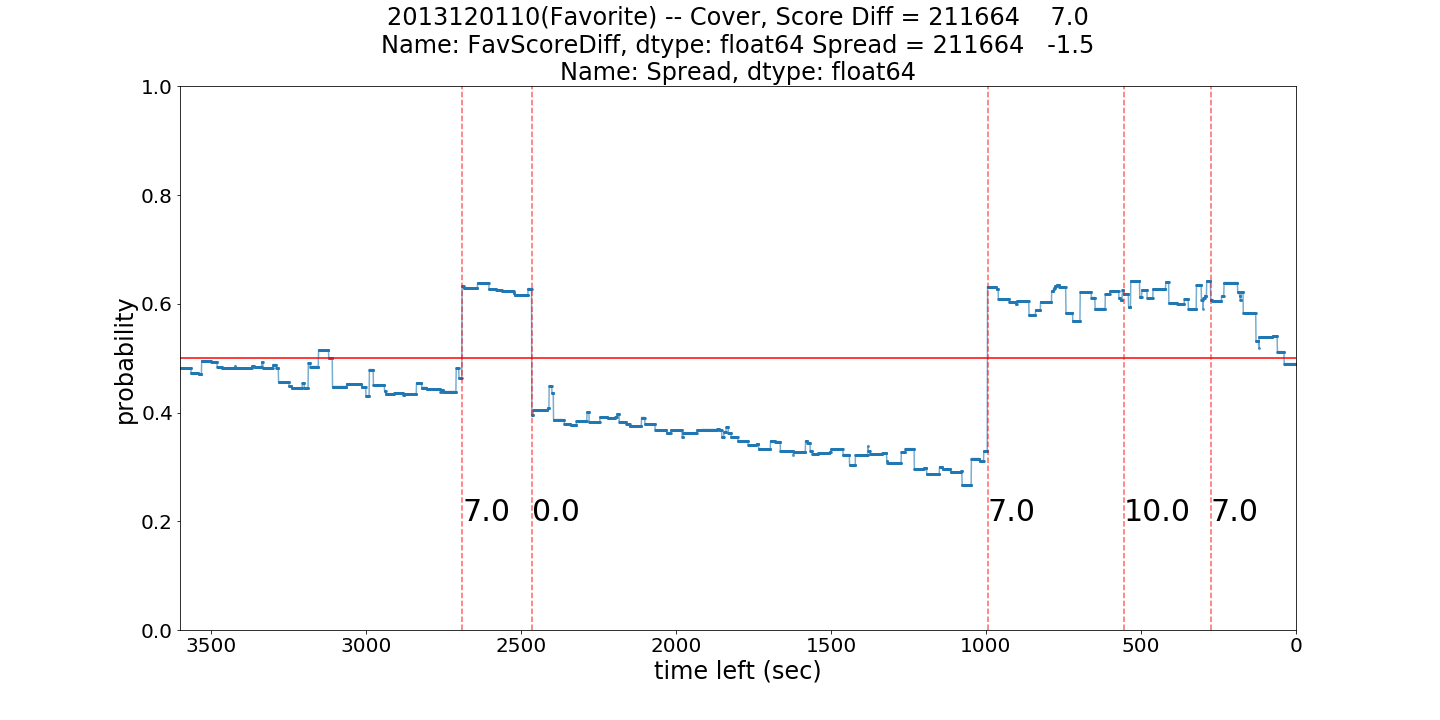 2013120110(Favorite) -- Cover, Score Diff = 211664    7.0
Name: FavScoreDiff, dtype: float64 Spread = 211664   -1.5
Name: Spread, dtype: float64
1.0
0.8
0.6
0.4
0.2
0.0
probability
7.0 0.0 7.0 10.0 7.0
3500 3000 2500 2000 1500 1000 500 0
time left (sec)